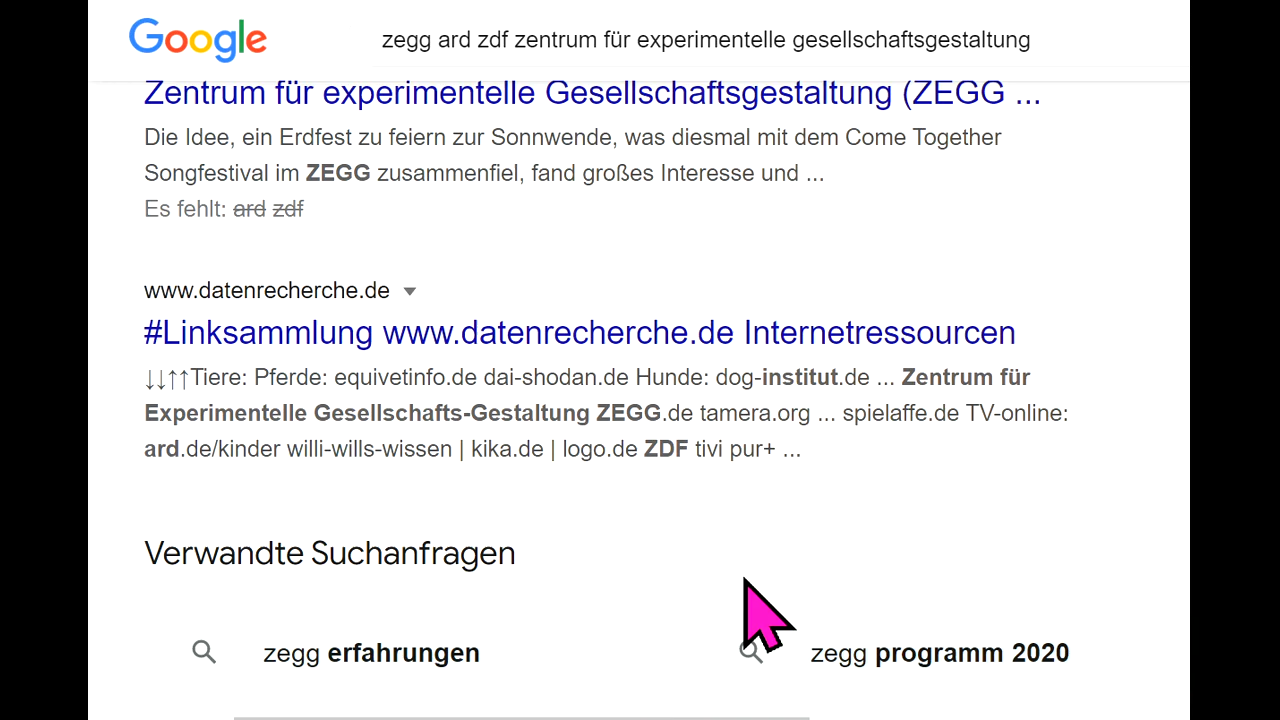 Google
zegg ard zdf zentrum für experimentelle gesellschaftsgestaltung
Zentrum für experimentelle Gesellschaftsgestaltung (ZEGG ...
Die Idee, ein Erdfest zu feiern zur Sonnwende, was diesmal mit dem Come Together
Songfestival im ZEGG zusammenfiel, fand großes Interesse und ...
Es fehlt: ard zdf
www.datenrecherche.de
#Linksammlung www.datenrecherche.de Internetressourcen
↓↓↑↑Tiere: Pferde: equivetinfo.de dai-shodan.de Hunde: dog-institut.de ... Zentrum für
Experimentelle Gesellschafts-Gestaltung ZEGG.de tamera.org ... spielaffe.de TV-online:
ard.de/kinder willi-wills-wissen | kika.de | logo.de ZDF tivi pur+ ...
Verwandte Suchanfragen
zegg erfahrungen
zegg programm 2020